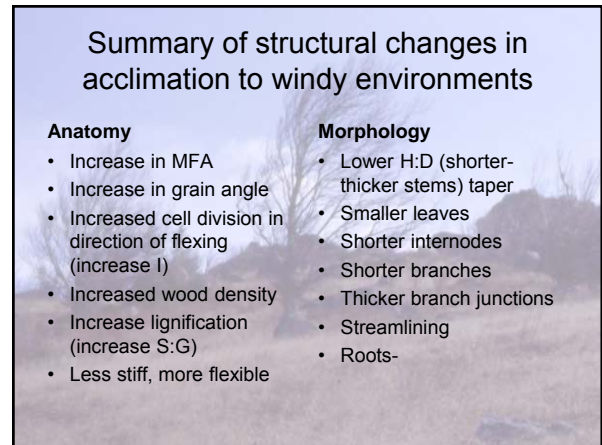 Summary of structural changes in
acclimation to windy environments
Anatomy
• Increase in MFA
• Increase in grain angle
• Increased cell division in
direction of flexing
(increase I)
• Increased wood density
• Increase lignification
(increase S:G)
• Less stiff, more flexible
Morphology
• Lower H:D (shorter-
thicker stems) taper
• Smaller leaves
• Shorter internodes
• Shorter branches
• Thicker branch junctions
• Streamlining
• Roots-